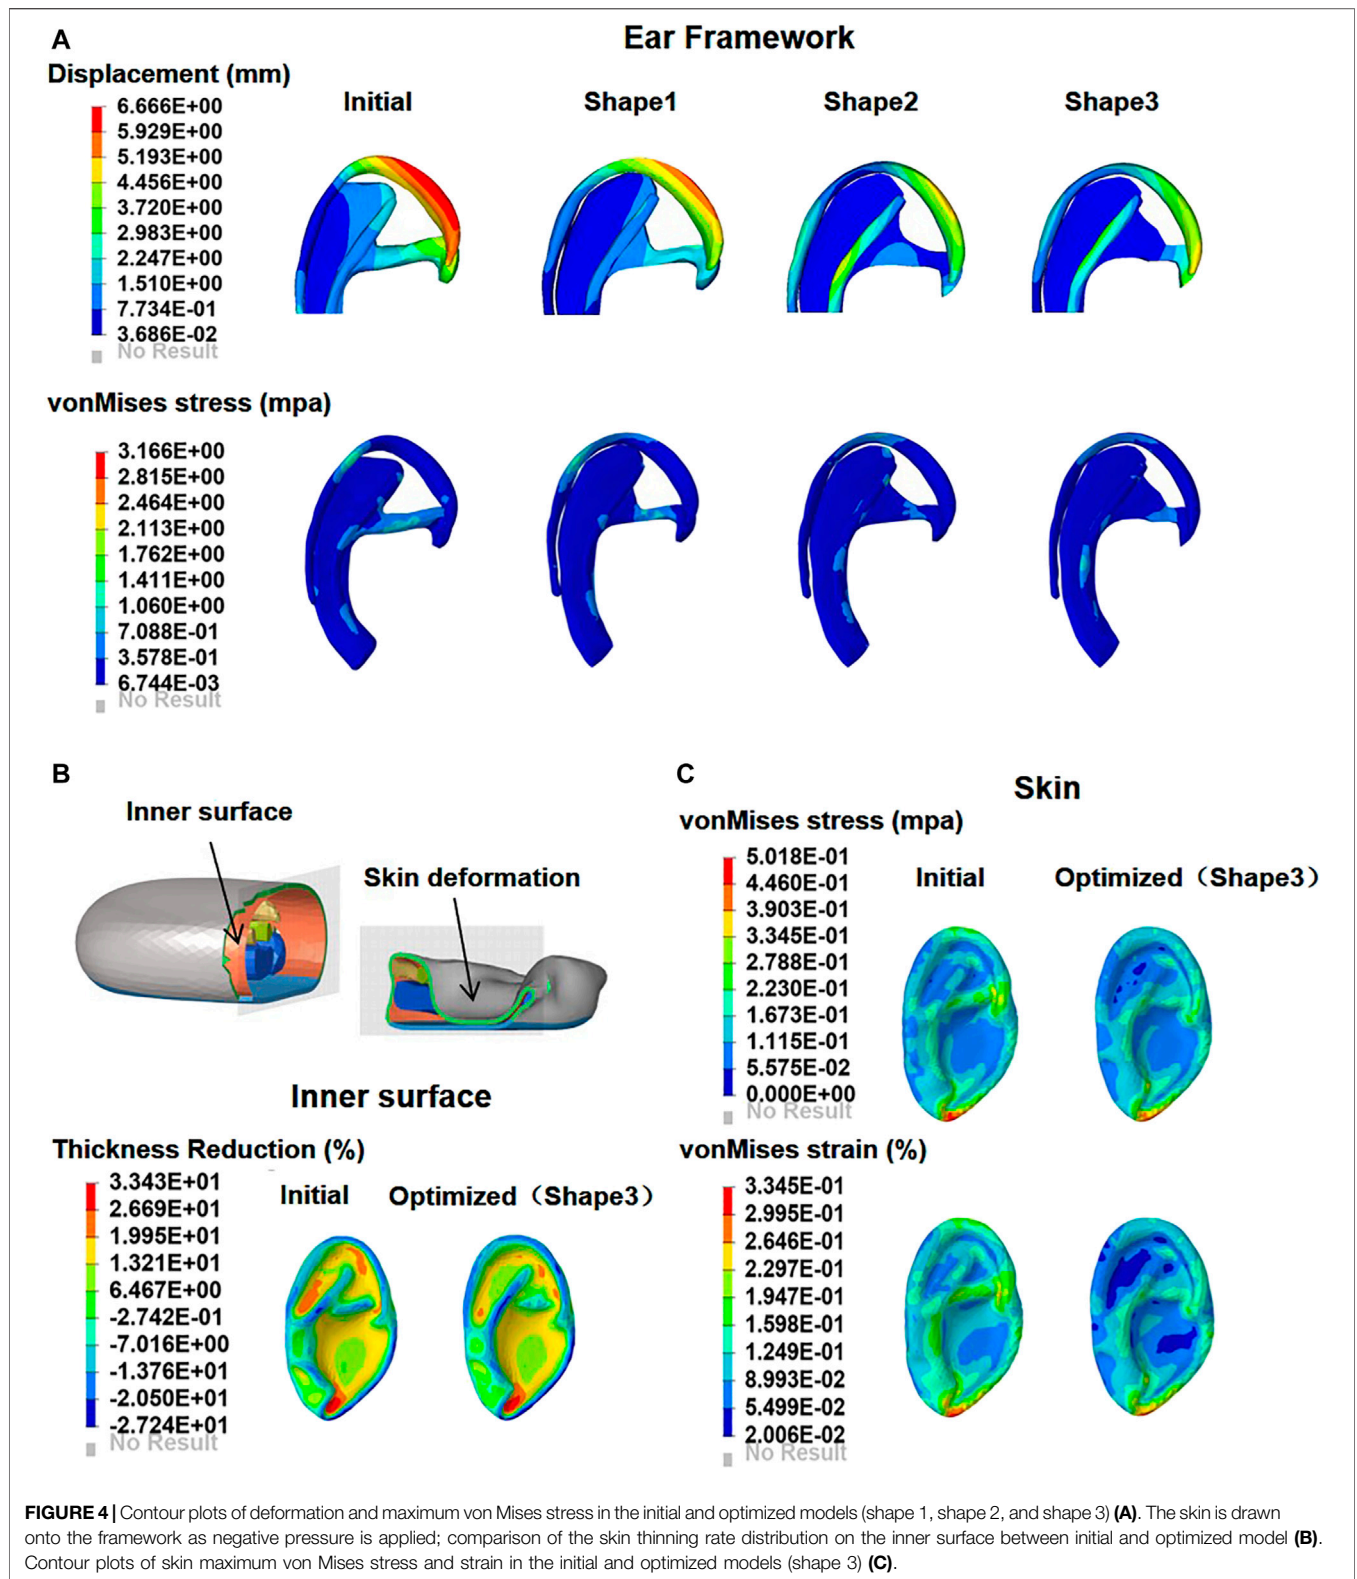 A
Ear Framework
Displacement (mm)
Initial
Shape1
Shape2
Shape3
6.666E+00
5.929E+00
5.193E+00
4.456E+00
3.720E+00
2.983E+00
2.247E+00
1.510E+00
7.734E-01
3.686E-02
No Result
vonMises stress (mpa)
3.166E+00
2.815E+00
2.464E+00
2.113E+00
1.762E+00
1.411E+00
1.060E+00
7.088E-01
3.578E-01
6.744E-03
No Result
B
Inner surface
Skin deformation
Inner surface
Thickness Reduction (%)
Initial
Optimized（Shape3）
3.343E+01
2.669E+01
1.995E+01
1.321E+01
6.467E+00
-2.742E-01
-7.016E+00
-1.376E+01
-2.050E+01
-2.724E+01
No Result
C
Skin
vonMises stress (mpa)
Initial
Optimized（Shape3）
5.018E-01
4.460E-01
3.903E-01
3.345E-01
2.788E-01
2.230E-01
1.673E-01
1.115E-01
5.575E-02
0.000E+00
No Result
vonMises strain (%)
3.345E-01
2.995E-01
2.646E-01
2.297E-01
1.947E-01
1.598E-01
1.249E-01
8.993E-02
5.499E-02
2.006E-02
No Result
FIGURE 4 | Contour plots of deformation and maximum von Mises stress in the initial and optimized models (shape 1, shape 2, and shape 3) (A). The skin is drawn
onto the framework as negative pressure is applied; comparison of the skin thinning rate distribution on the inner surface between initial and optimized model (B).
Contour plots of skin maximum von Mises stress and strain in the initial and optimized models (shape 3) (C).